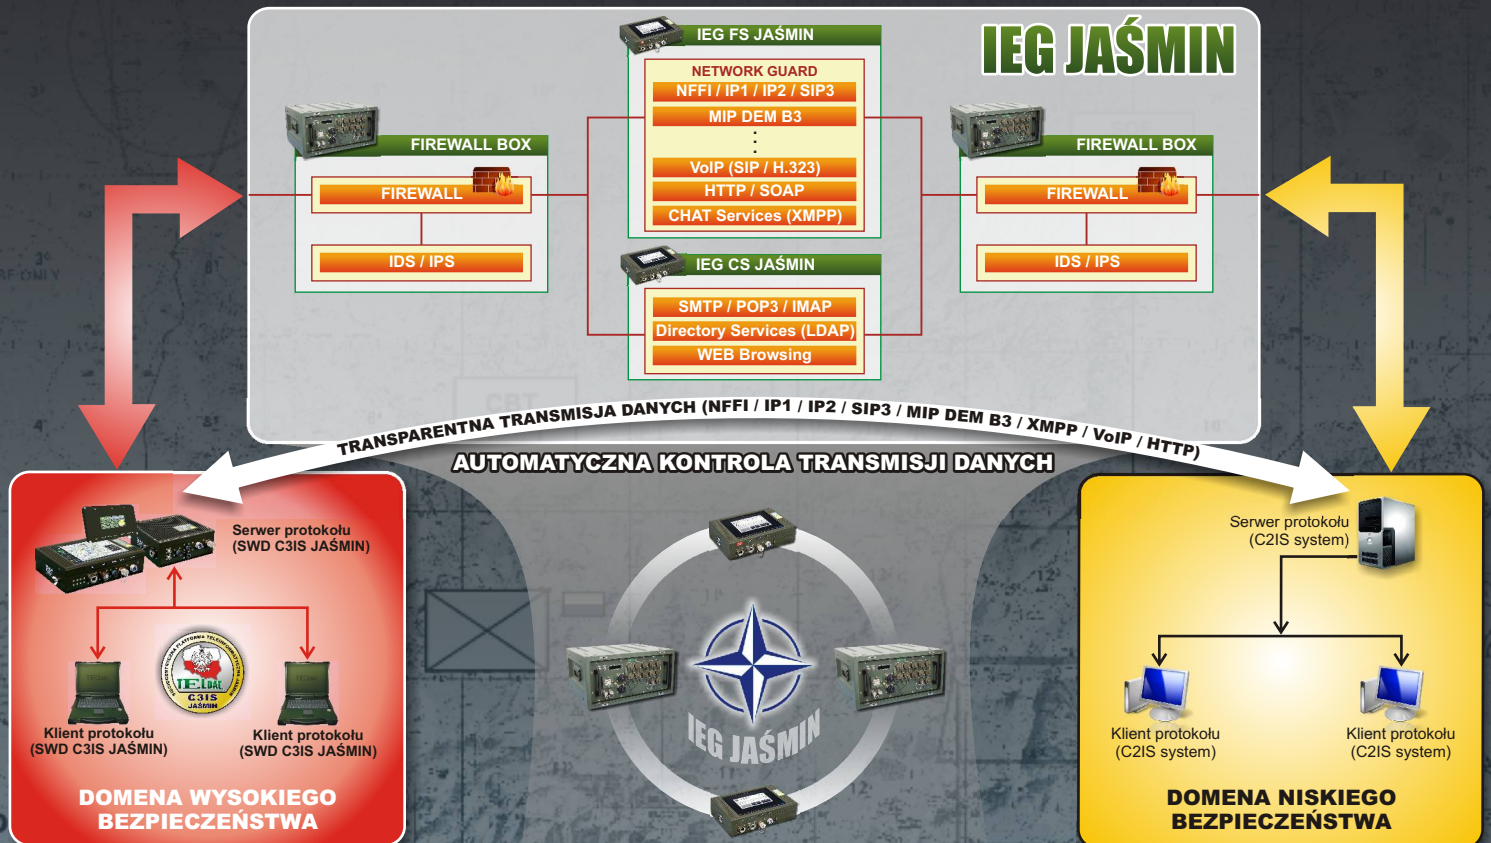 IEG JAŚMIN
IEG FS JAŚMIN
NETWORK GUARD
NFFI / IP1 / IP2 / SIP3
MIP DEM B3
VoIP (SIP / H.323)
HTTP / SOAP
CHAT Services (XMPP)
FIREWALL BOX
FIREWALL
IDS / IPS
FIREWALL BOX
FIREWALL
IDS / IPS
IEG CS JAŚMIN
SMTP / POP3 / IMAP
Directory Services (LDAP)
WEB Browsing
CBT
TRANSPARENTNA TRANSMISJA DANYCH (NFFI / IP1 / IP2 / SIP3 / MIP DEM B3 / XMPP / VoIP / HTTP)
AUTOMATYCZNA KONTROLA TRANSMISJI DANYCH
Serwer protokołu
(SWD C3IS JAŚMIN)
TELDAT
C3IS
JAŚMIN
Klient protokołu
(SWD C3IS JAŚMIN)
Klient protokołu
(SWD C3IS JAŚMIN)
DOMENA WYSOKIEGO
BEZPIECZEŃSTWA
IEG JAŚMIN
Serwer protokołu
(C2IS system)
Klient protokołu
(C2IS system)
Klient protokołu
(C2IS system)
DOMENA NISKIEGO
BEZPIECZEŃSTWA